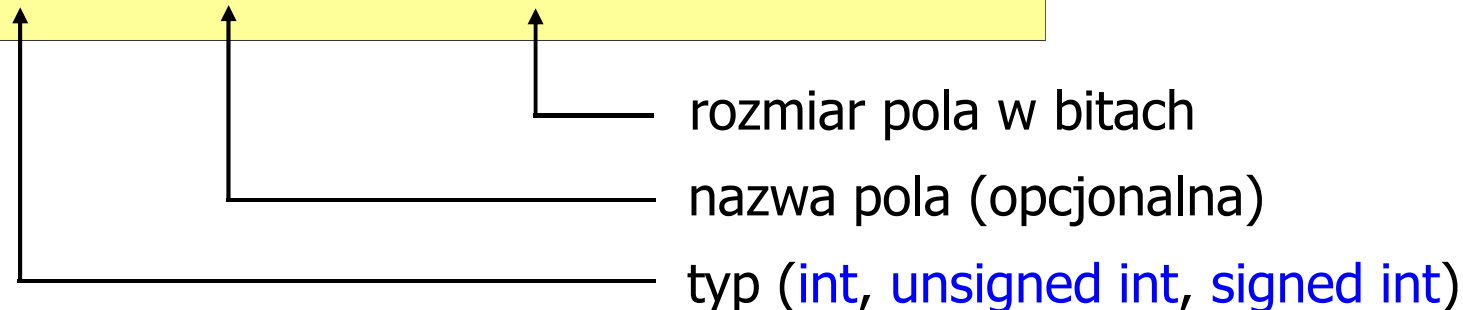 rozmiar pola w bitach
nazwa pola (opcjonalna)
typ (int, unsigned int, signed int)